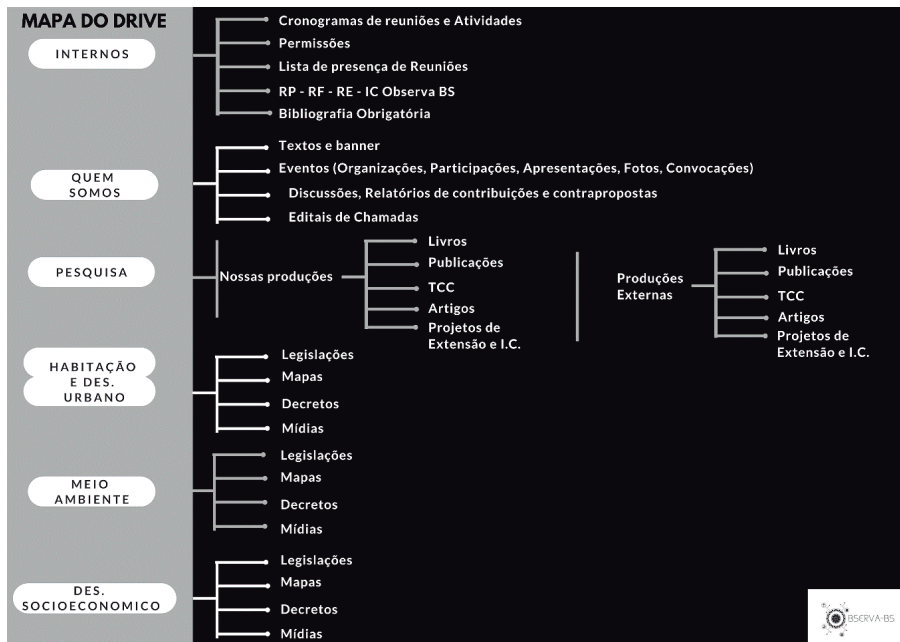 MAPA DO DRIVE
INTERNOS
Cronogramas de reuniões e Atividades
Permissões
Lista de presença de Reuniões
RP - RF - RE - IC Observa BS
Bibliografia Obrigatória
QUEM
SOMOS
Textos e banner
Eventos (Organizações, Participações, Apresentações, Fotos, Convocações)
Discussões, Relatórios de contribuições e contrapropostas
Editais de Chamadas
PESQUISA
Nossas produções
Livros
Publicações
TCC
Artigos
Projetos de
Extensão e I.C.
Produções
Externas
Livros
Publicações
TCC
Artigos
Projetos de
Extensão e I.C.
HABITAÇÃO
E DES.
URBANO
Legislações
Mapas
Decretos
Mídias
MEIO
AMBIENTE
Legislações
Mapas
Decretos
Mídias
DES.
SOCIOECONOMICO
Legislações
Mapas
Decretos
Mídias
BSERVA-BS